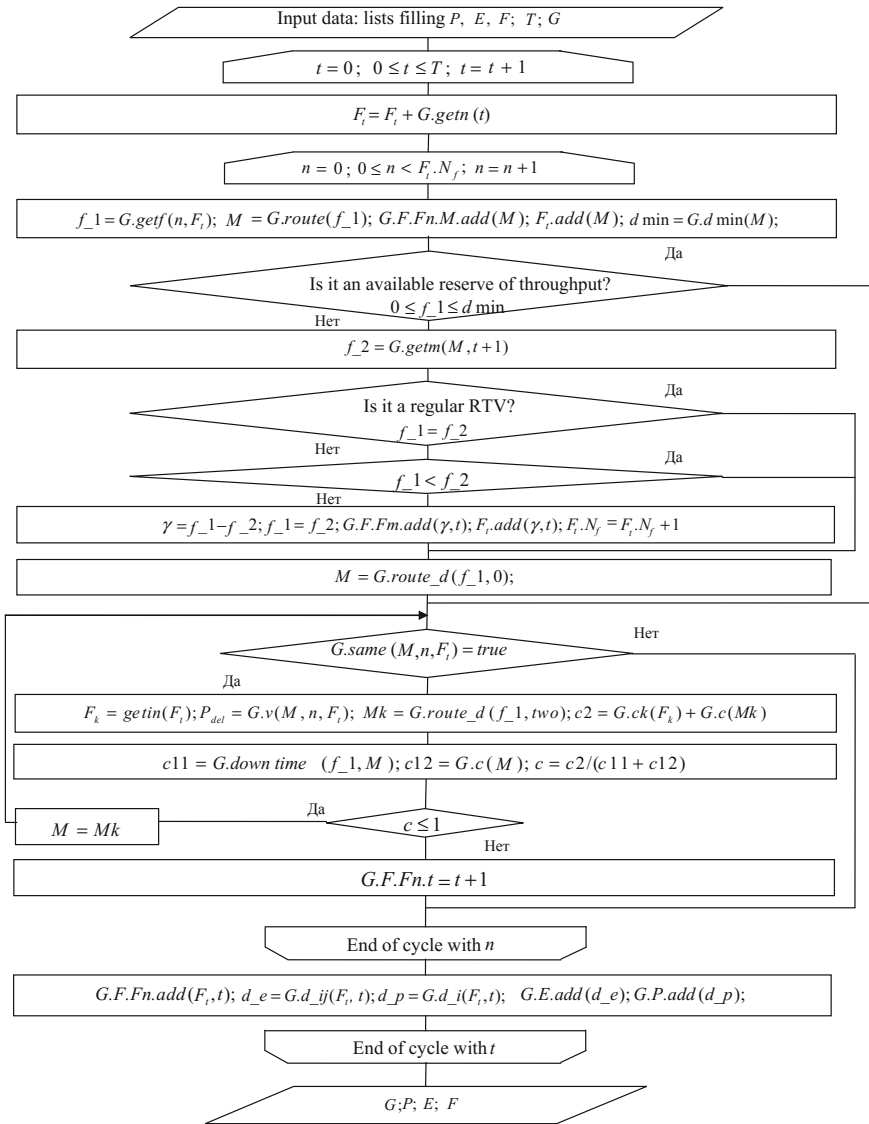 Input data: lists filling P, E, F; T; G
t = 0; 0 ≤ t ≤ T; t = t + 1
F_t = F_t + G.getn (t)
n = 0; 0 ≤ n < F_t.N_f; n = n + 1
f_1 = G.getf(n, F_t); M = G.route(f_1); G.F.Fn.M.add(M); F_t.add(M); d min = G.d min(M);
Да
Is it an available reserve of throughput?
0 ≤ f_1 ≤ d min
Нет
f_2 = G.getm(M, t+1)
Да
Is it a regular RTV?
f_1 = f_2
Нет
Да
f_1 < f_2
Нет
γ = f_1 − f_2; f_1 = f_2; G.F.Fm.add(γ, t); F_t.add(γ, t); F_t.N_f = F_t.N_f + 1
M = G.route_d(f_1, 0);
Нет
G.same (M, n, F_t) = true
Да
F_k = getin(F_t); P_del = G.v(M, n, F_t); Mk = G.route_d (f_1, two); c2 = G.ck(F_k) + G.c(Mk)
c11 = G.down time (f_1, M); c12 = G.c(M); c = c2/(c11 + c12)
Да
M = Mk
c ≤ 1
Нет
G.F.Fn.t = t + 1
End of cycle with n
G.F.Fn.add(F_t, t); d_e = G.d_ij(F_t, t); d_p = G.d_i(F_t, t); G.E.add(d_e); G.P.add(d_p);
End of cycle with t
G; P; E; F